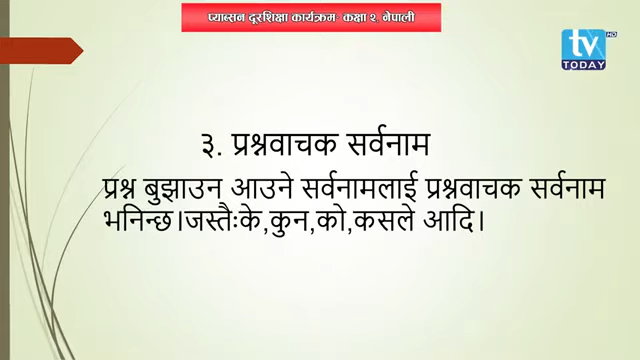 प्याब्सन दूरशिक्षा कार्यक्रम- कक्षा २, नेपाली
tv HD
TODAY
३. प्रश्नवाचक सर्वनाम
प्रश्न बुझाउन आउने सर्वनामलाई प्रश्नवाचक सर्वनाम
भनिन्छ।जस्तैःके,कुन,को,कसले आदि।